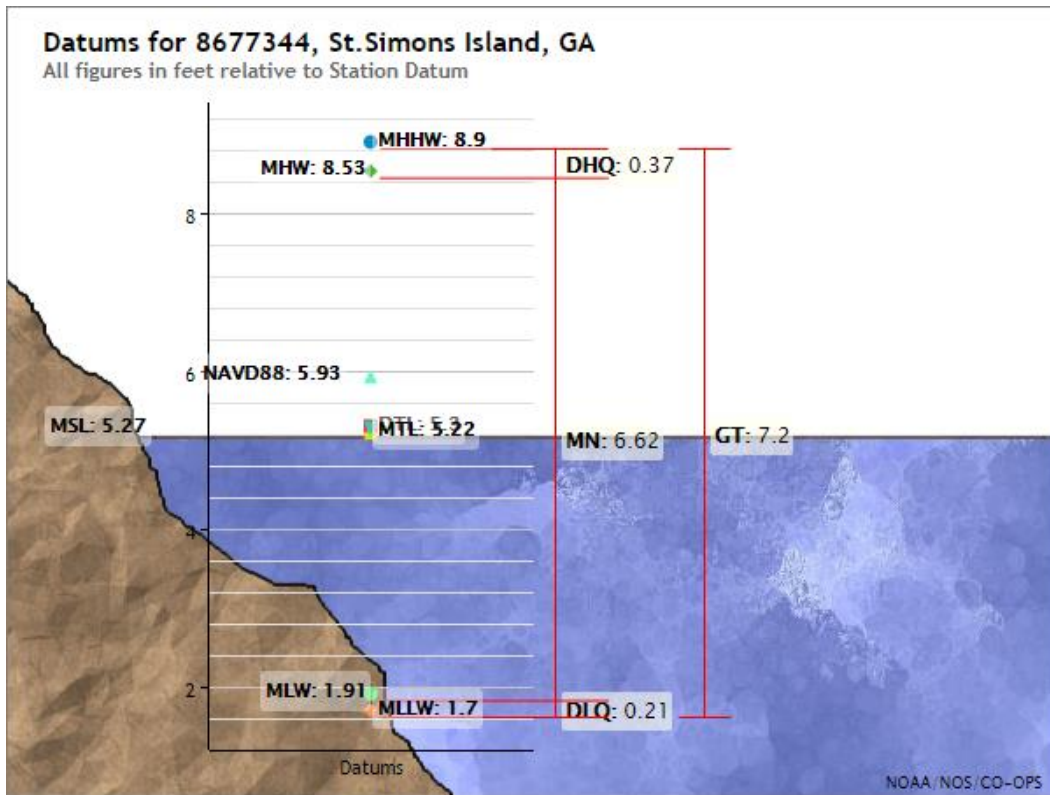 Datums for 8677344, St.Simons Island, GA
All figures in feet relative to Station Datum
MHHW: 8.9
MHW: 8.53
DHQ: 0.37
8
6
NAVD88: 5.93
MSL: 5.27
DTL: 5.3
MTL: 5.22
MN: 6.62
GT: 7.2
4
2
MLW: 1.91
MLLW: 1.7
DLQ: 0.21
Datums
NOAA/NOS/CO-OPS